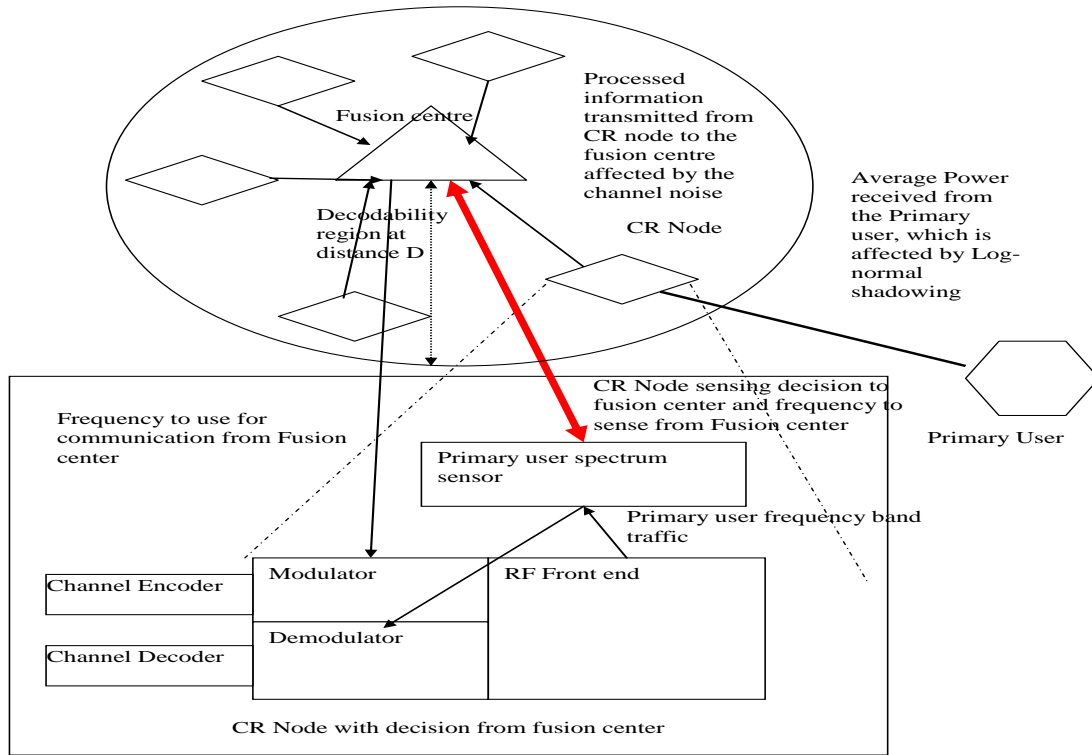 Processed
information
transmitted from
CR node to the
fusion centre
affected by the
channel noise
Fusion centre
Average Power
received from
the Primary
user, which is
affected by Log-
normal
shadowing
Decodability
region at
distance D
CR Node
CR Node sensing decision to
fusion center and frequency to
sense from Fusion center
Frequency to use for
communication from Fusion
center
Primary User
Primary user spectrum
sensor
Primary user frequency band
traffic
Channel Encoder
Modulator
RF Front end
Demodulator
Channel Decoder
CR Node with decision from fusion center